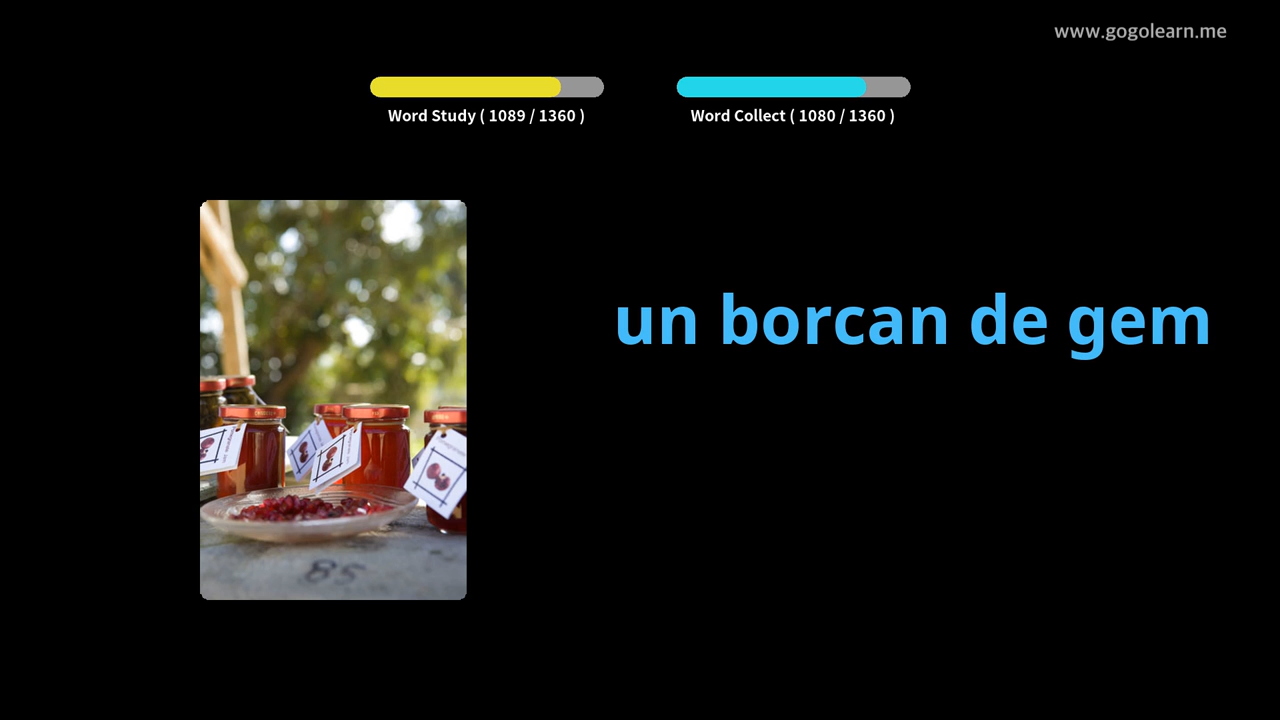 www.gogolearn.me
Word Study ( 1089 / 1360 )
Word Collect ( 1080 / 1360 )
un borcan de gem
85